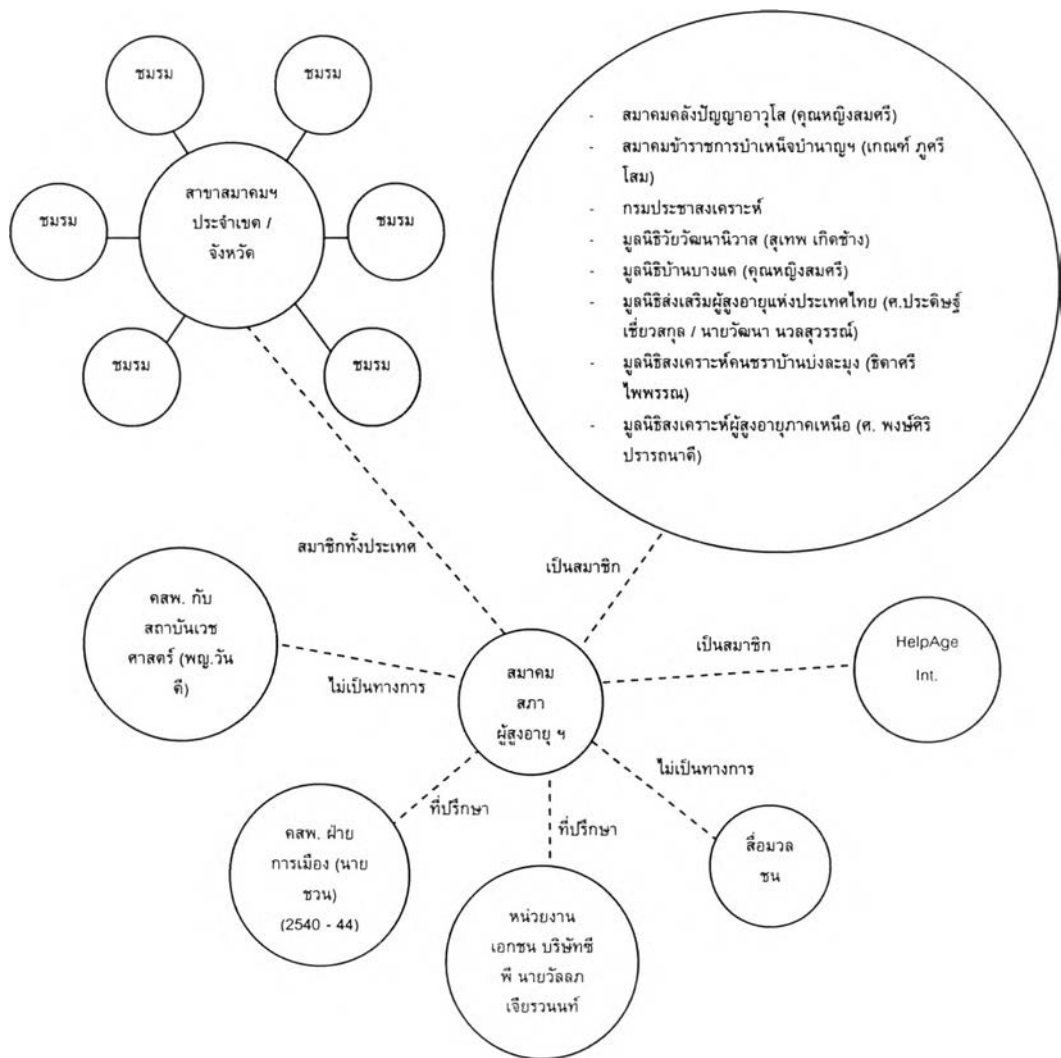 ชมรม
ชมรม
ชมรม
สาขาสมาคมฯ
ประจำเขต /
จังหวัด
ชมรม
ชมรม
ชมรม
- สมาคมคลังปัญญาอาวุโส (คุณหญิงสมศรี)
- สมาคมข้าราชการบำเหน็จบำนาญฯ (เกณฑ์ ภูศรี
โสม)
- กรมประชาสงเคราะห์
- มูลนิธิวัยวัฒนานิวาส (สุเทพ เกิดช้าง)
- มูลนิธิบ้านบางแค (คุณหญิงสมศรี)
- มูลนิธิส่งเสริมผู้สูงอายุแห่งประเทศไทย (ศ.ประดิษฐ์
เชี่ยวสกุล / นายวัฒนา นวลสุวรรณ์)
- มูลนิธิสงเคราะห์คนชราบ้านบ่งละมุง (ธิดาศรี
ไพพรรณ)
- มูลนิธิสงเคราะห์ผู้สูงอายุภาคเหนือ (ศ. พงษ์ศิริ
ปรารถนาดี)
สมาชิกทั้งประเทศ
เป็นสมาชิก
คสพ. กับ
สถาบันเวช
ศาสตร์ (พญ.วัน
ดี)
ไม่เป็นทางการ
สมาคม
สภา
ผู้สูงอายุ ฯ
เป็นสมาชิก
HelpAge
Int.
ที่ปรึกษา
ที่ปรึกษา
ไม่เป็นทางการ
คสพ. ฝ่าย
การเมือง (นาย
ชวน)
(2540 - 44)
หน่วยงาน
เอกชน บริษัทซี
พี นายวัลลภ
เจียรวนนท์
สื่อมวล
ชน